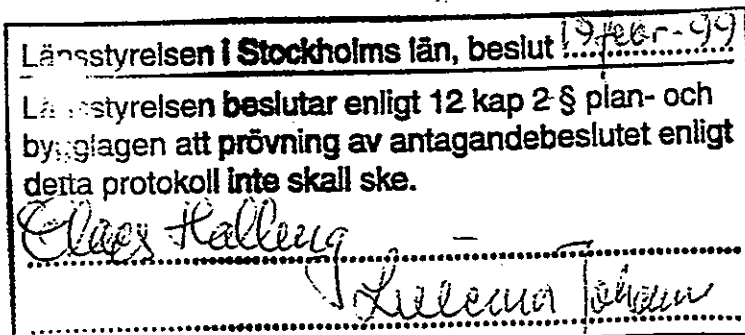 Länsstyrelsen i Stockholms län, beslut 19 febr - 99
Länsstyrelsen beslutar enligt 12 kap 2 § plan- och
bygglagen att prövning av antagandebeslutet enligt
detta protokoll inte skall ske.
Claes Halleng